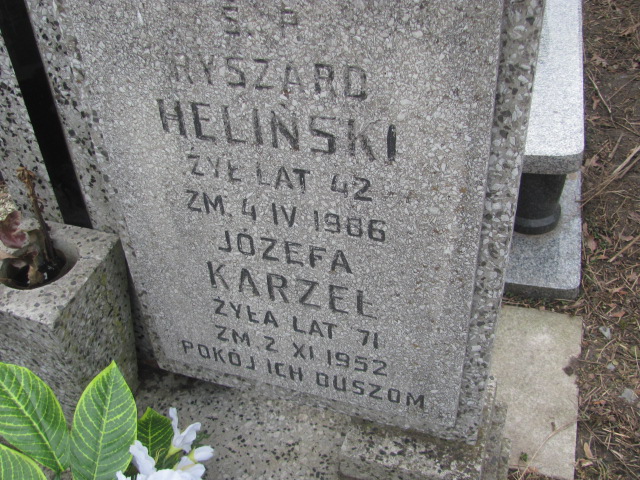 Ś. P.
RYSZARD
HELIŃSKI
ŻYŁ LAT 42
ZM. 4 IV 1986
JÓZEFA
KARZEŁ
ŻYŁA LAT 71
ZM 2 XI 1952
POKÓJ ICH DUSZOM